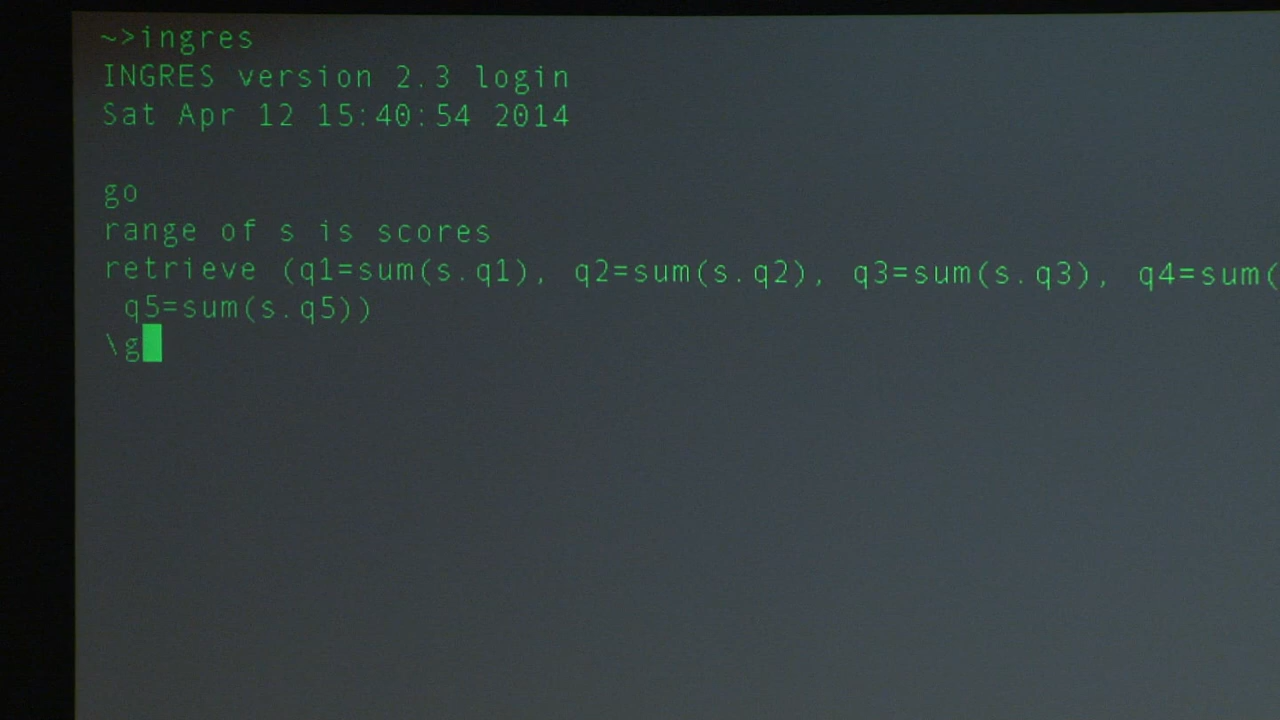 ~>ingres
INGRES version 2.3 login
Sat Apr 12 15:40:54 2014
go
range of s is scores
retrieve (q1=sum(s.q1), q2=sum(s.q2), q3=sum(s.q3), q4=sum(
q5=sum(s.q5))
\g